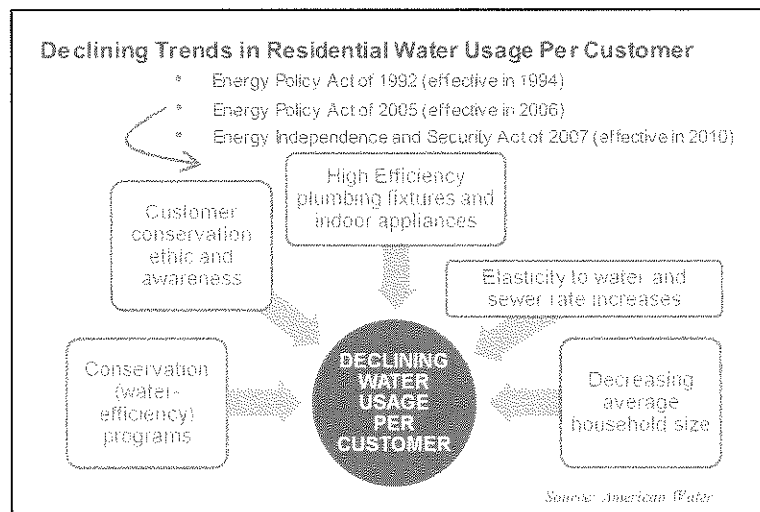 Declining Trends in Residential Water Usage Per Customer
• Energy Policy Act of 1992 (effective in 1994)
• Energy Policy Act of 2005 (effective in 2006)
• Energy Independence and Security Act of 2007 (effective in 2010)
High Efficiency
plumbing fixtures and
indoor appliances
Customer
conservation
ethic and
awareness
Elasticity to water and
sewer rate increases
Conservation
(water-
efficiency)
programs
DECLINING
WATER
USAGE
PER
CUSTOMER
Decreasing
average
household size
Source: American Water